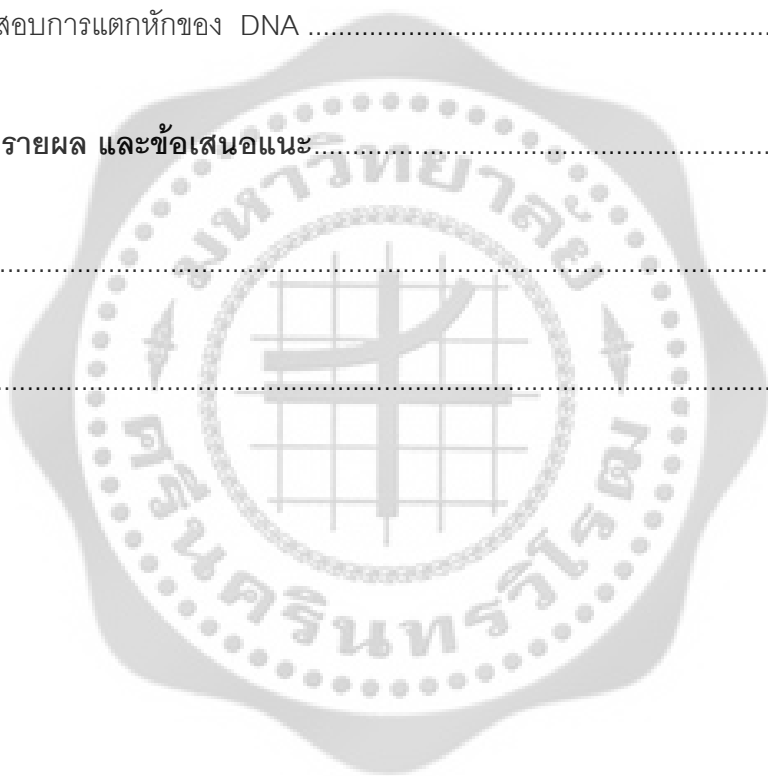 สอบการแตกหักของ DNA ........................................................
รายผล และข้อเสนอแนะ........................................................
มหาวิทยาลัย
................................................................................
................................................................................
ศรีนครินทรวิโรฒ